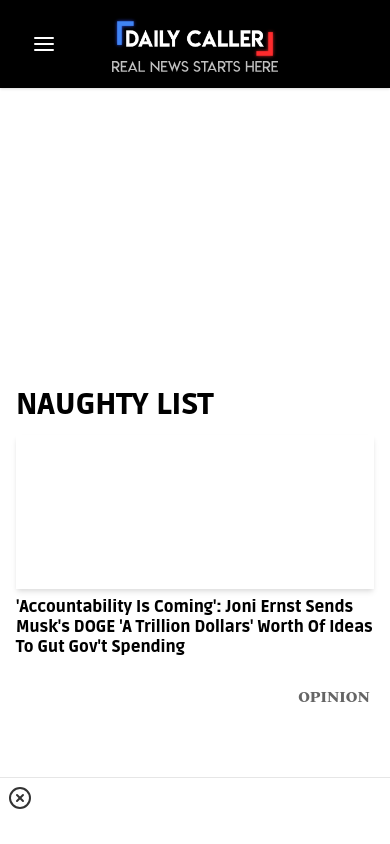 DAILY CALLER
REAL NEWS STARTS HERE
NAUGHTY LIST
'Accountability Is Coming': Joni Ernst Sends
Musk's DOGE 'A Trillion Dollars' Worth Of Ideas
To Gut Gov't Spending
OPINION